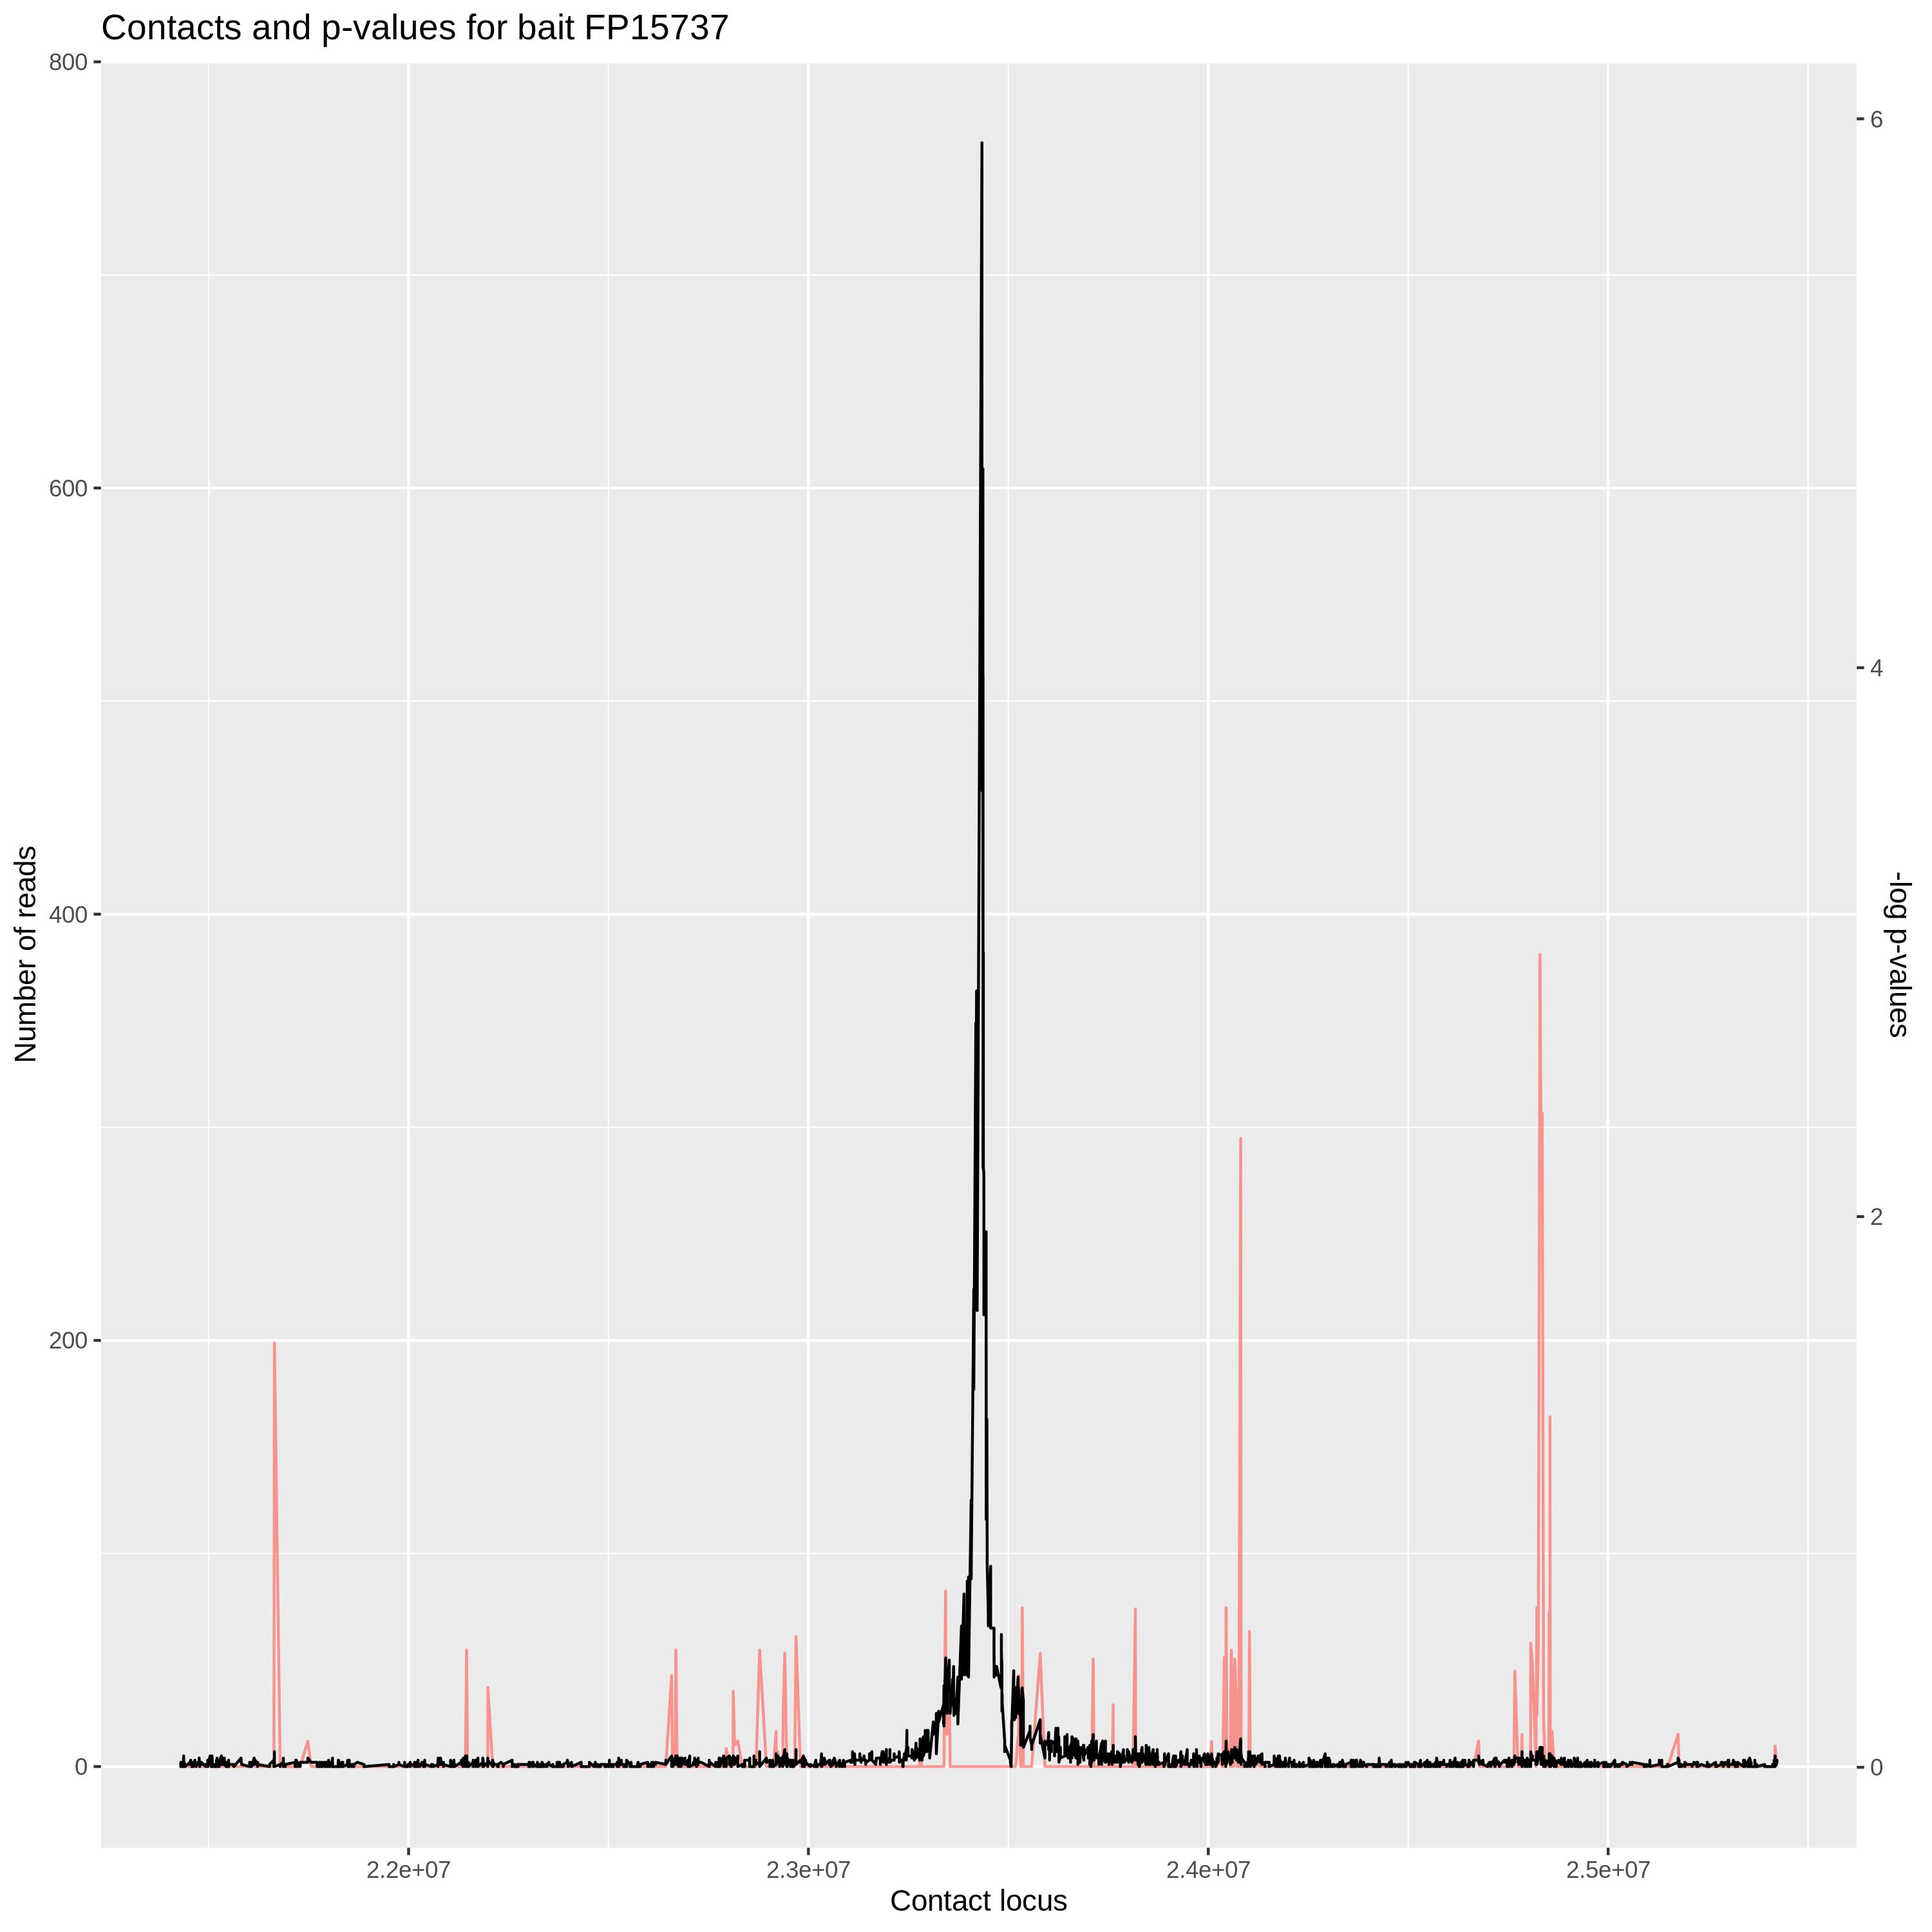 Contacts and p-values for bait FP15737
800
600
400
200
0
Number of reads
6
4
2
0
-log p-values
2.2e+07
2.3e+07
2.4e+07
2.5e+07
Contact locus